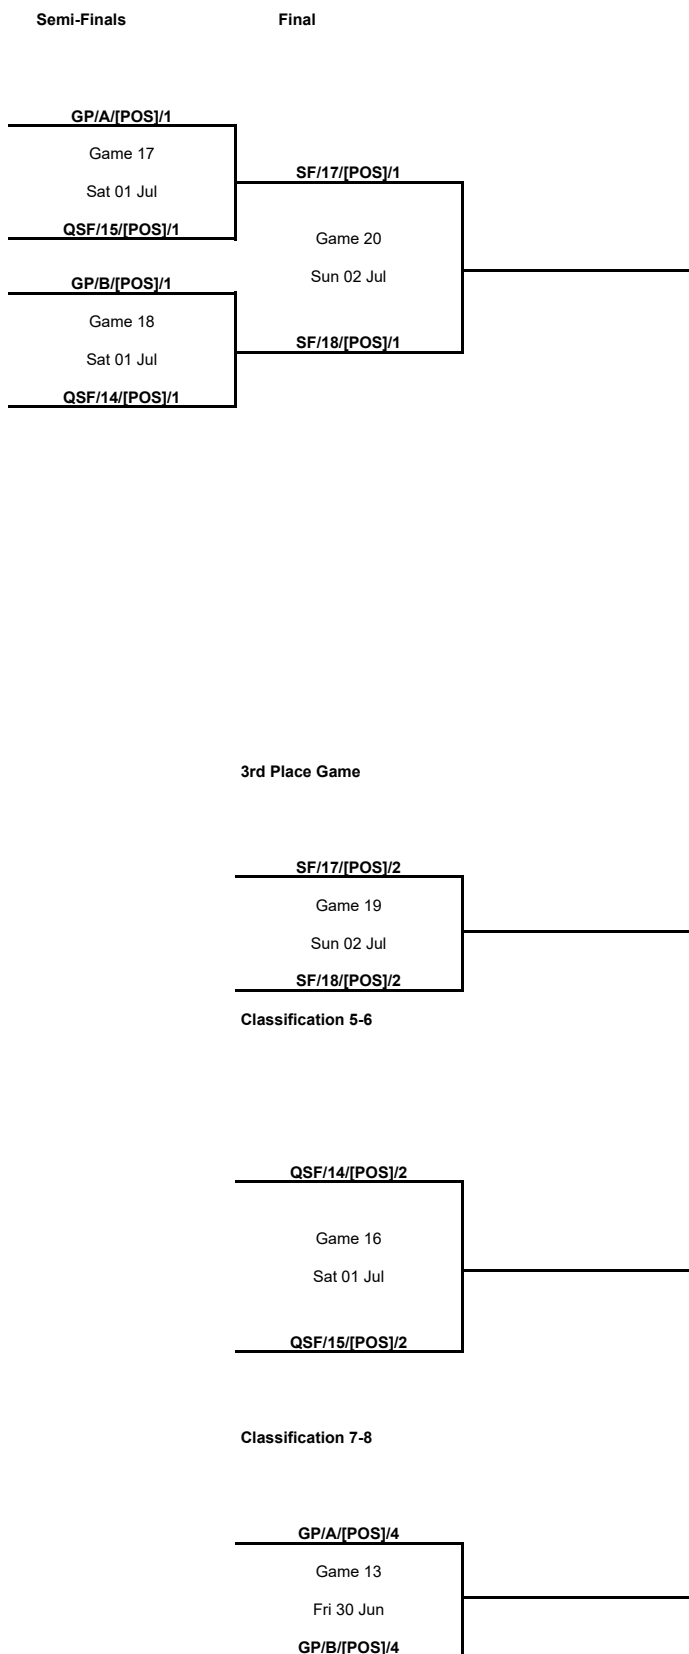 Semi-Finals Final
GP/A/[POS]/1
Game 17
SF/17/[POS]/1
Sat 01 Jul
QSF/15/[POS]/1
Game 20
Sun 02 Jul
GP/B/[POS]/1
Game 18
SF/18/[POS]/1
Sat 01 Jul
QSF/14/[POS]/1
3rd Place Game
SF/17/[POS]/2
Game 19
Sun 02 Jul
SF/18/[POS]/2
Classification 5-6
QSF/14/[POS]/2
Game 16
Sat 01 Jul
QSF/15/[POS]/2
Classification 7-8
GP/A/[POS]/4
Game 13
Fri 30 Jun
GP/B/[POS]/4